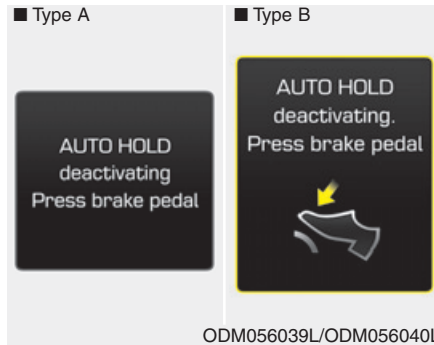 ■ Type A
AUTO HOLD
deactivating
Press brake pedal
■ Type B
AUTO HOLD
deactivating.
Press brake pedal
ODM056039L/ODM056040L